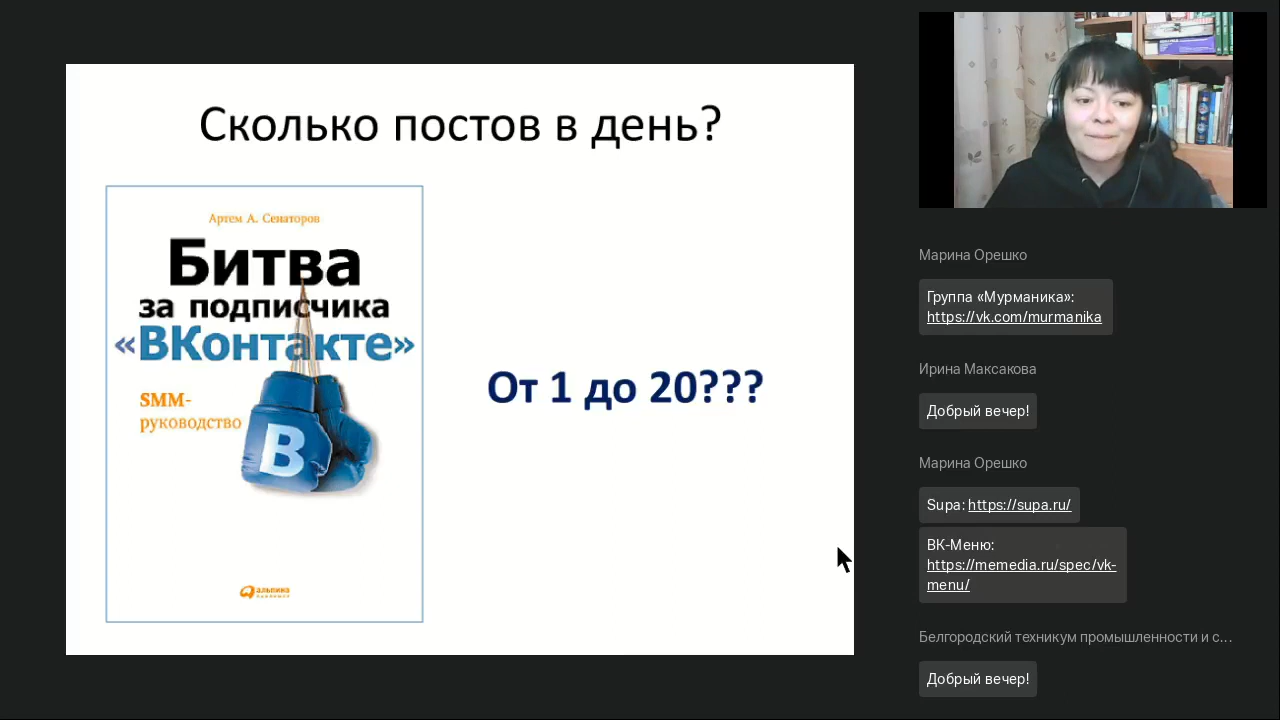 Сколько постов в день?
Артем А. Сенаторов
Битва
за подписчика
«ВКонтакте»
SMM-
руководство
B
альпина
От 1 до 20???
Марина Орешко
Группа «Мурманика»:
https://vk.com/murmanika
Ирина Максакова
Добрый вечер!
Марина Орешко
Supa: https://supa.ru/
ВК-Меню:
https://memedia.ru/spec/vk-
menu/
Белгородский техникум промышленности и с...
Добрый вечер!